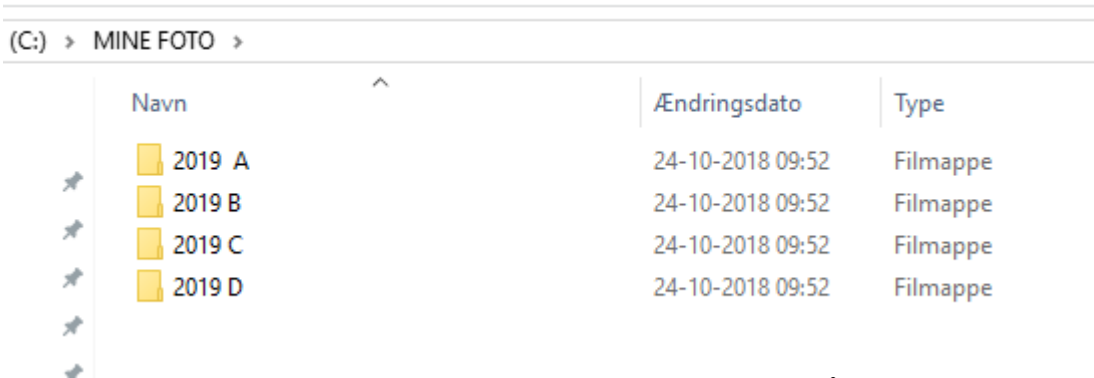 (C:) > MINE FOTO >
Navn Ændringsdato Type
2019  A 24-10-2018 09:52 Filmappe
2019 B 24-10-2018 09:52 Filmappe
2019 C 24-10-2018 09:52 Filmappe
2019 D 24-10-2018 09:52 Filmappe